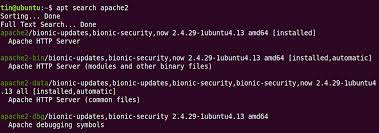 tin@ubuntu:~$ apt search apache2
Sorting... Done
Full Text Search... Done
apache2/bionic-updates,bionic-security,now 2.4.29-1ubuntu4.13 amd64 [installed]
  Apache HTTP Server

apache2-bin/bionic-updates,bionic-security,now 2.4.29-1ubuntu4.13 amd64 [installed,automatic]
  Apache HTTP Server (modules and other binary files)

apache2-data/bionic-updates,bionic-updates,bionic-security,bionic-security,now 2.4.29-1ubuntu4
.13 all [installed,automatic]
  Apache HTTP Server (common files)

apache2-dbg/bionic-updates,bionic-security 2.4.29-1ubuntu4.13 amd64
  Apache debugging symbols